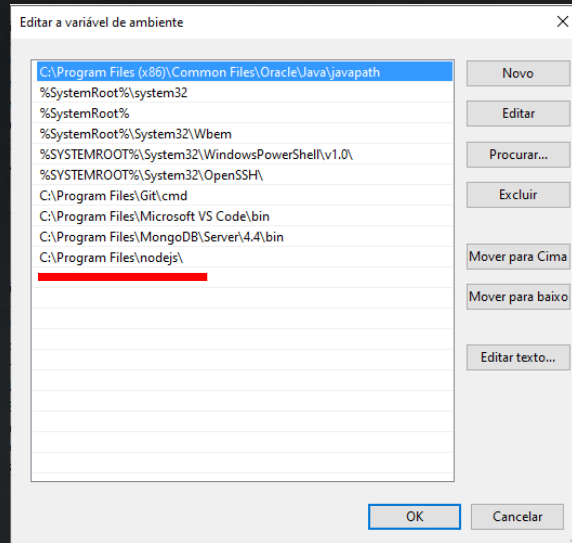 Editar a variável de ambiente
C:\Program Files (x86)\Common Files\Oracle\Java\javapath
%SystemRoot%\system32
%SystemRoot%
%SystemRoot%\System32\Wbem
%SYSTEMROOT%\System32\WindowsPowerShell\v1.0\
%SYSTEMROOT%\System32\OpenSSH\
C:\Program Files\Git\cmd
C:\Program Files\Microsoft VS Code\bin
C:\Program Files\MongoDB\Server\4.4\bin
C:\Program Files\nodejs\
Novo
Editar
Procurar...
Excluir
Mover para Cima
Mover para baixo
Editar texto...
OK
Cancelar